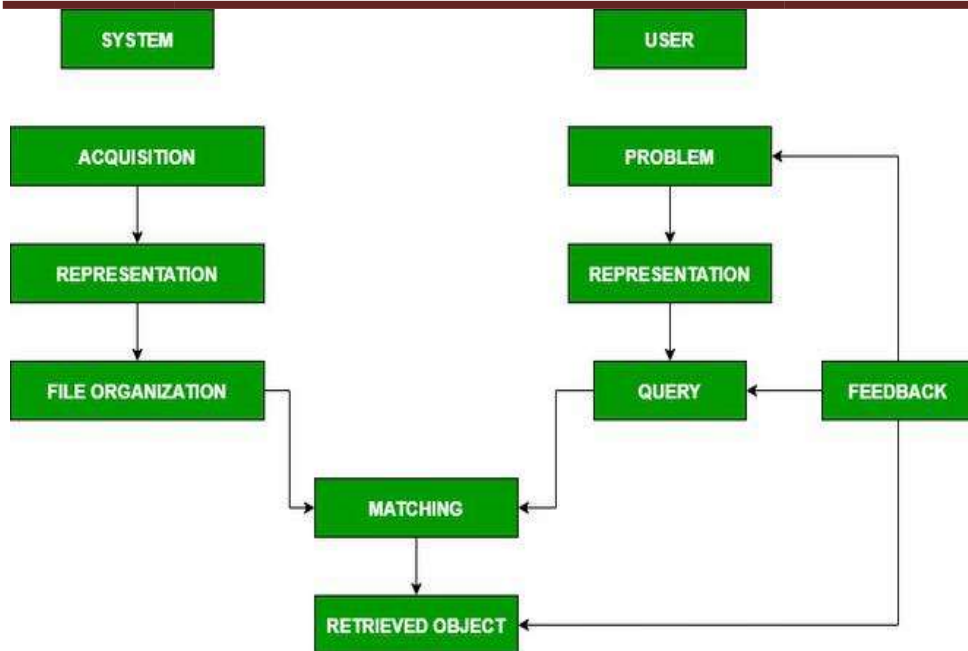 SYSTEM
USER
ACQUISITION
PROBLEM
REPRESENTATION
REPRESENTATION
FILE ORGANIZATION
QUERY
FEEDBACK
MATCHING
RETRIEVED OBJECT